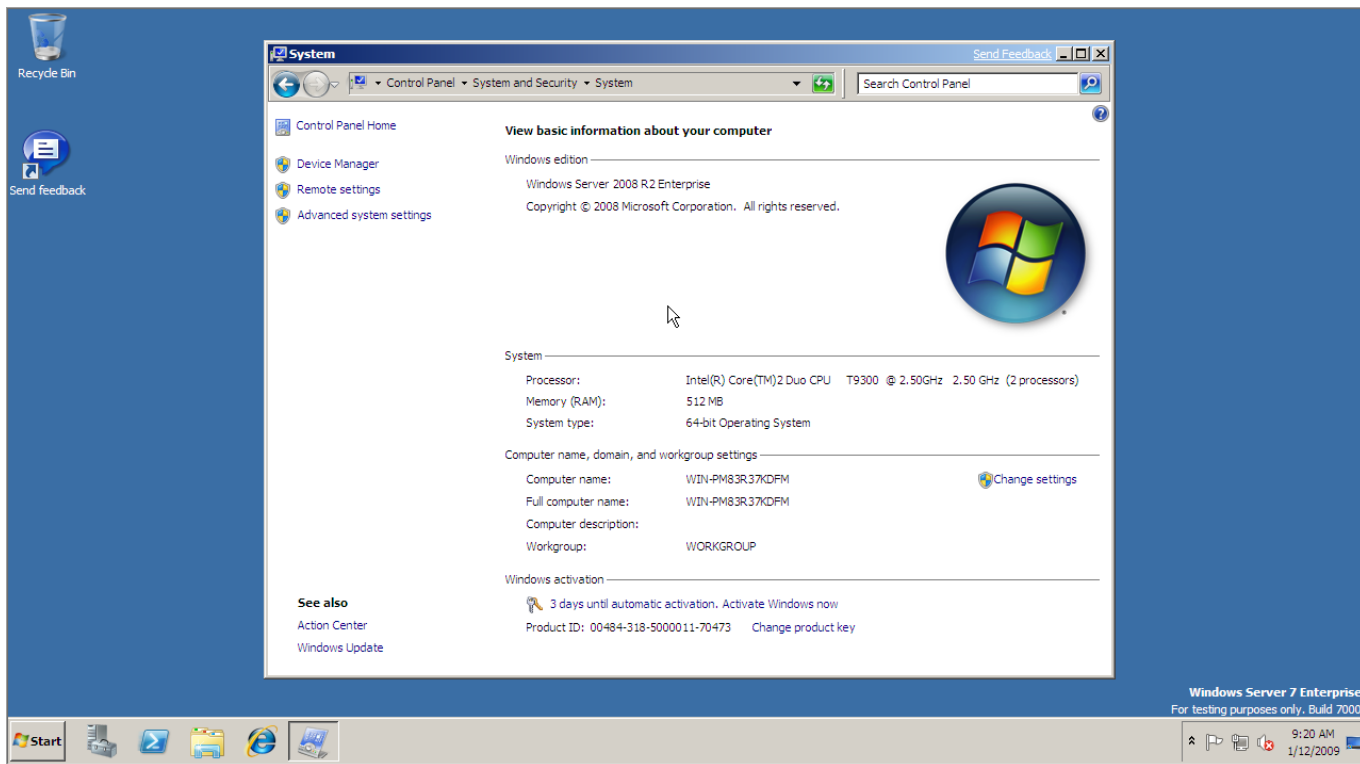 Recycle Bin
Send feedback
System
Send Feedback
Control Panel System and Security System
Search Control Panel
Control Panel Home
Device Manager
Remote settings
Advanced system settings
See also
Action Center
Windows Update
View basic information about your computer
Windows edition
Windows Server 2008 R2 Enterprise
Copyright © 2008 Microsoft Corporation. All rights reserved.
System
Processor: Intel(R) Core(TM)2 Duo CPU T9300 @ 2.50GHz 2.50 GHz (2 processors)
Memory (RAM): 512 MB
System type: 64-bit Operating System
Computer name, domain, and workgroup settings
Computer name: WIN-PM83R37KDFM
Change settings
Full computer name: WIN-PM83R37KDFM
Computer description:
Workgroup: WORKGROUP
Windows activation
3 days until automatic activation. Activate Windows now
Product ID: 00484-318-5000011-70473 Change product key
Windows Server 7 Enterprise
For testing purposes only. Build 7000
Start
9:20 AM
1/12/2009